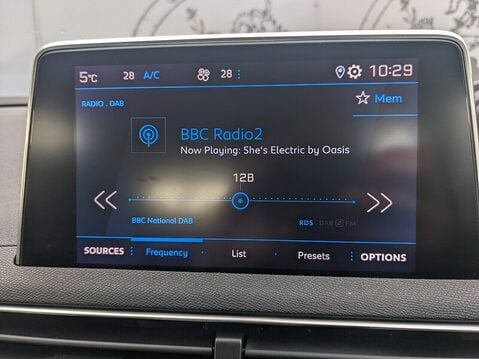 5°C 28 A/C 28 10:29
RADIO . DAB
Mem
BBC Radio2
Now Playing: She's Electric by Oasis
12B
BBC National DAB
RDS DAB FM
SOURCES Frequency List Presets OPTIONS